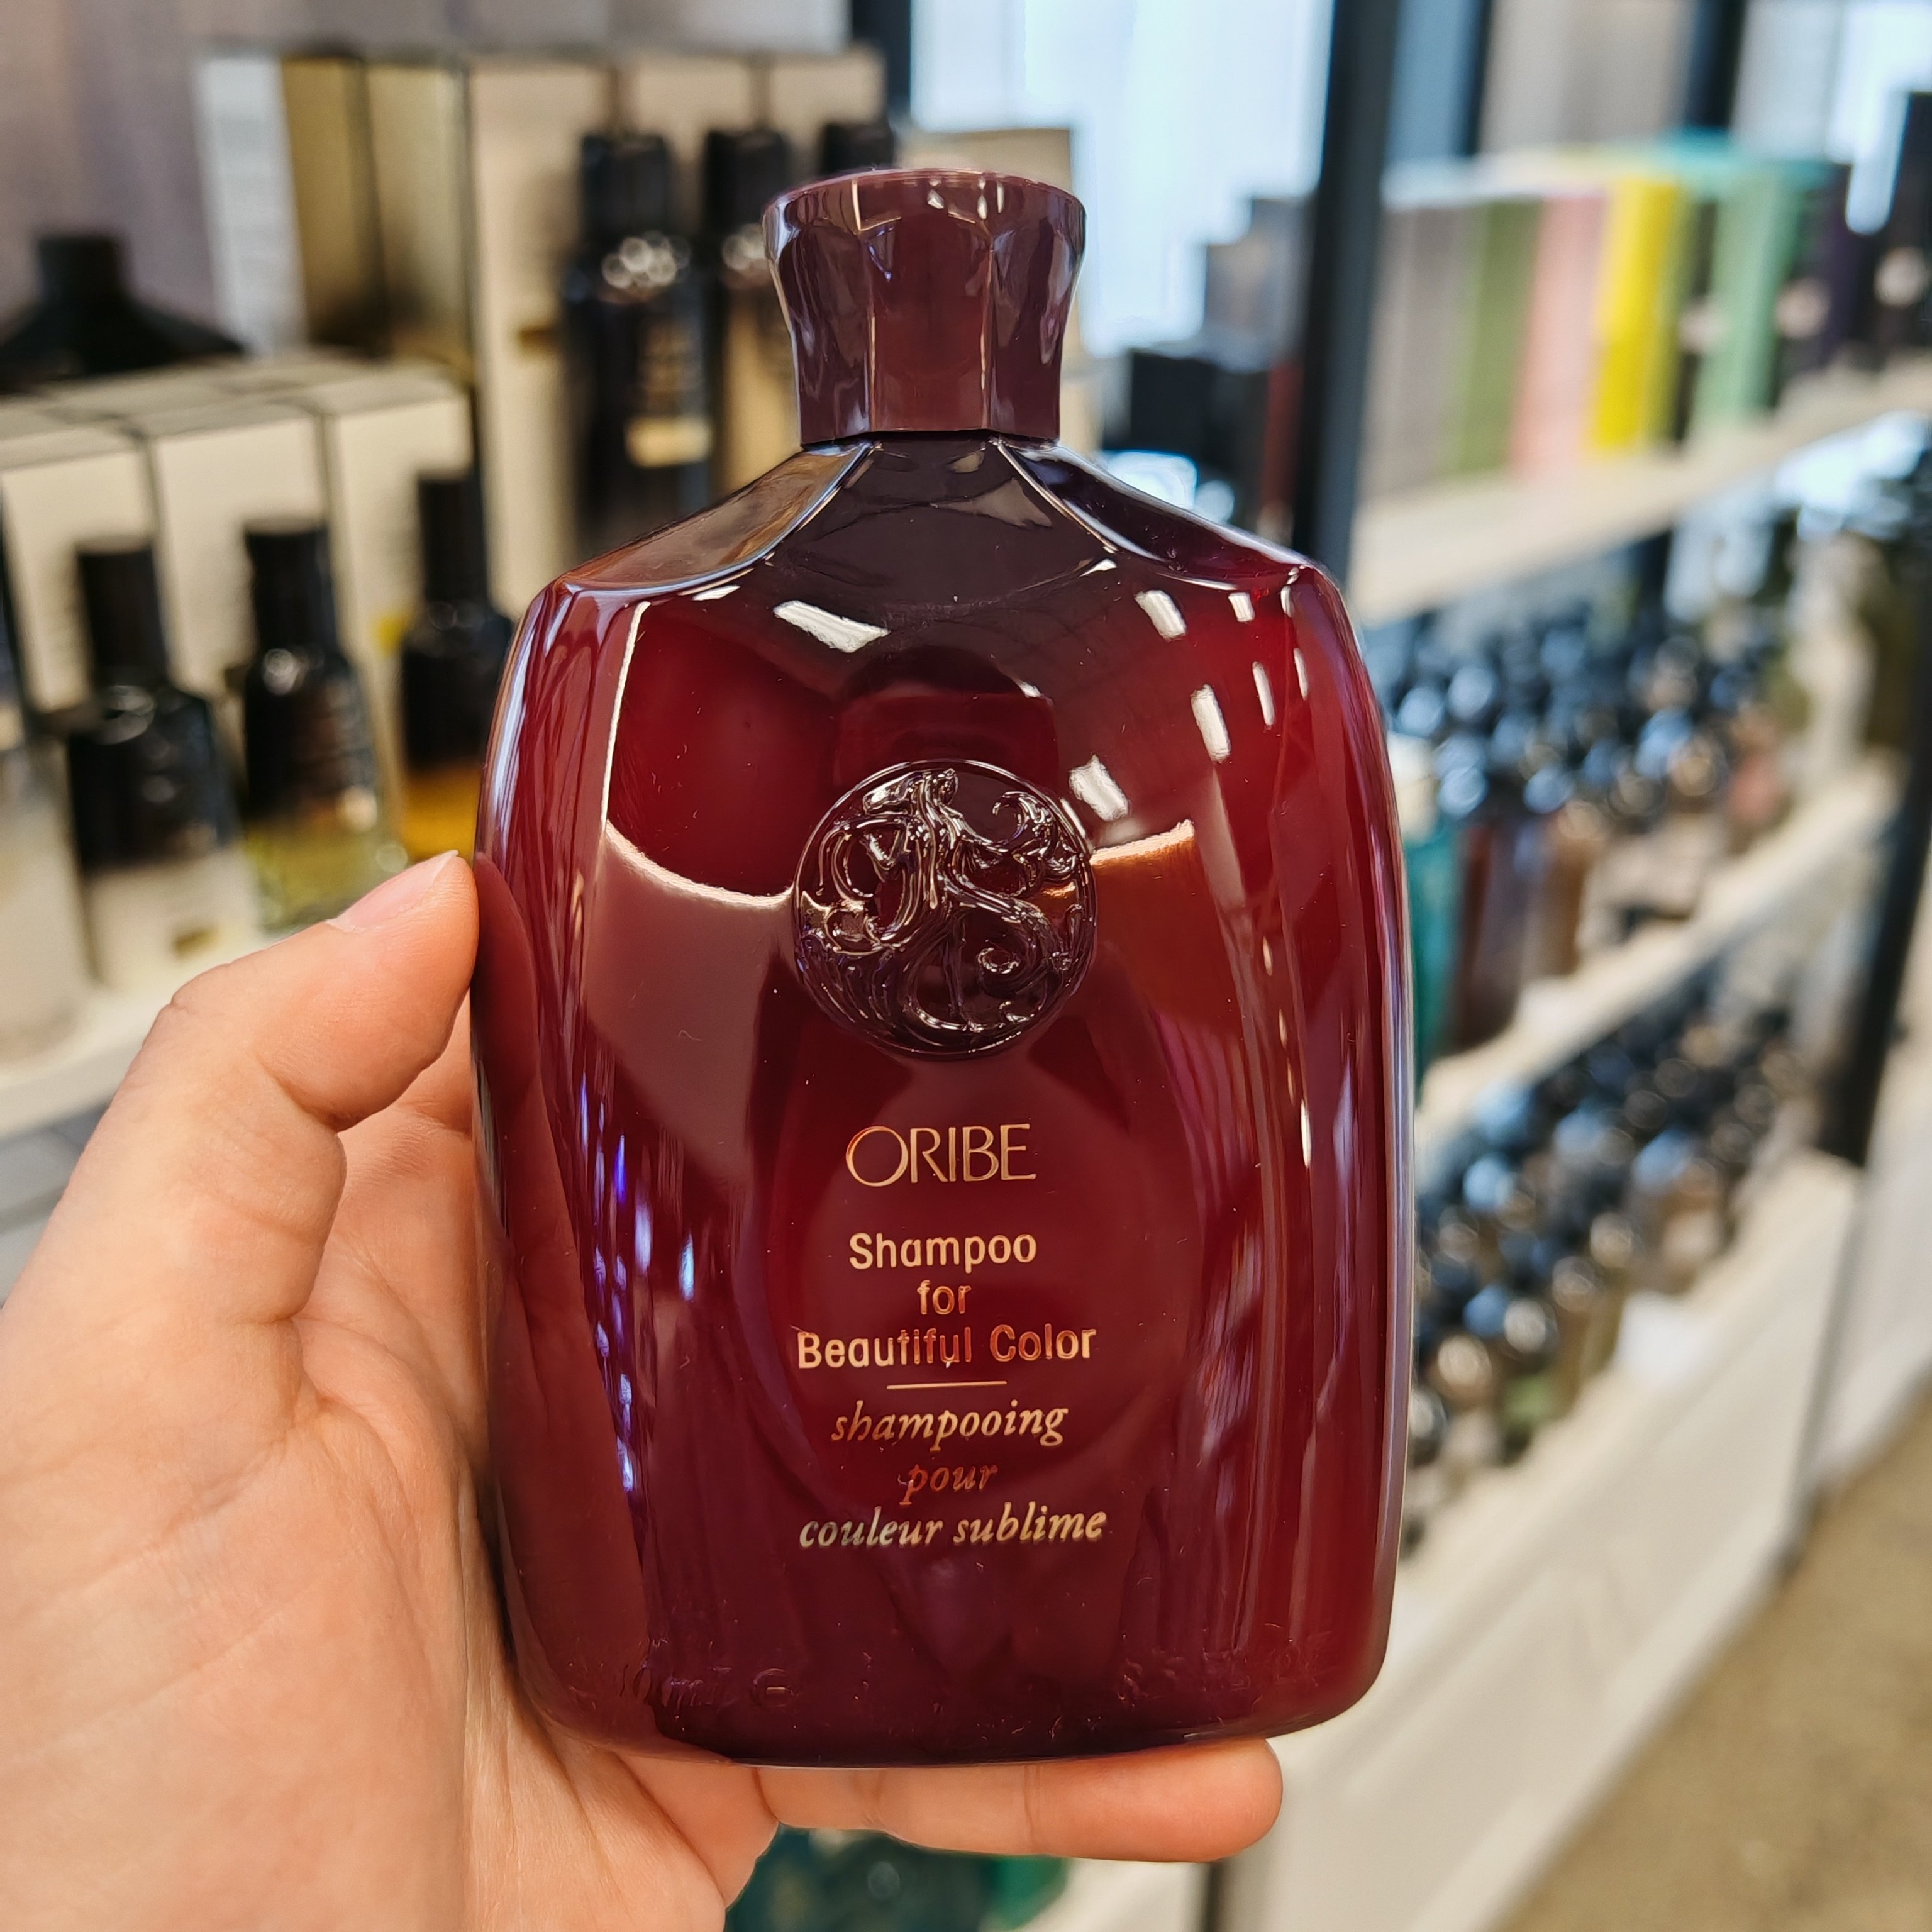 ORIBE
Shampoo
for
Beautiful Color
shampooing
pour
couleur sublime